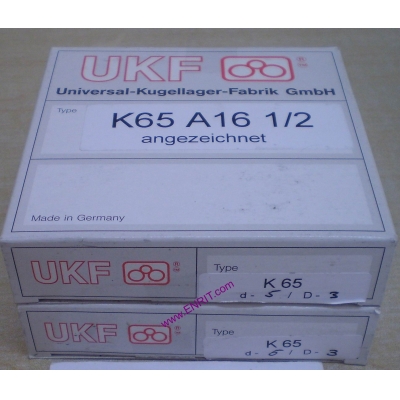 UKF
Universal-Kugellager-Fabrik GmbH
Type
K65 A16 1/2
angezeichnet
Made in Germany
UKF
Type
K 65
d - 5 / D - 3
www.ENRIT.com
UKF
Type
K 65
d - 5 / D - 3